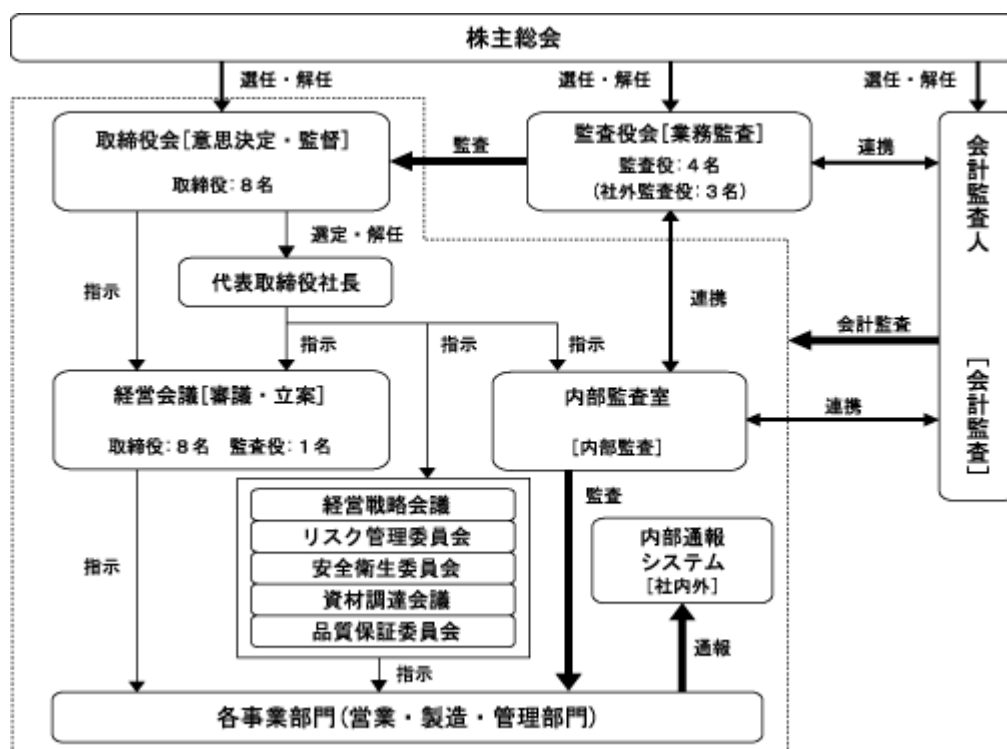 株主総会
選任・解任
選任・解任
選任・解任
取締役会[意思決定・監督]
取締役:8名
監査
監査役会[業務監査]
監査役:4名
(社外監査役:3名)
連携
会計監査人
[会計監査]
選定・解任
代表取締役社長
指示
連携
会計監査
指示
指示
指示
経営会議[審議・立案]
取締役:8名 監査役:1名
内部監査室
[内部監査]
連携
監査
経営戦略会議
リスク管理委員会
安全衛生委員会
資材調達会議
品質保証委員会
内部通報
システム
[社内外]
指示
通報
指示
各事業部門(営業・製造・管理部門)